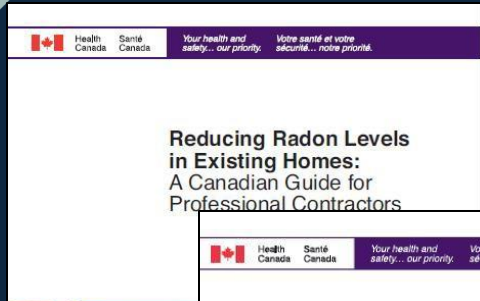 Health Canada Santé Canada Your health and safety... our priority. Votre santé et votre sécurité... notre priorité.
Reducing Radon Levels
in Existing Homes:
A Canadian Guide for
Professional Contractors
Health Canada Santé Canada Your health and safety... our priority.